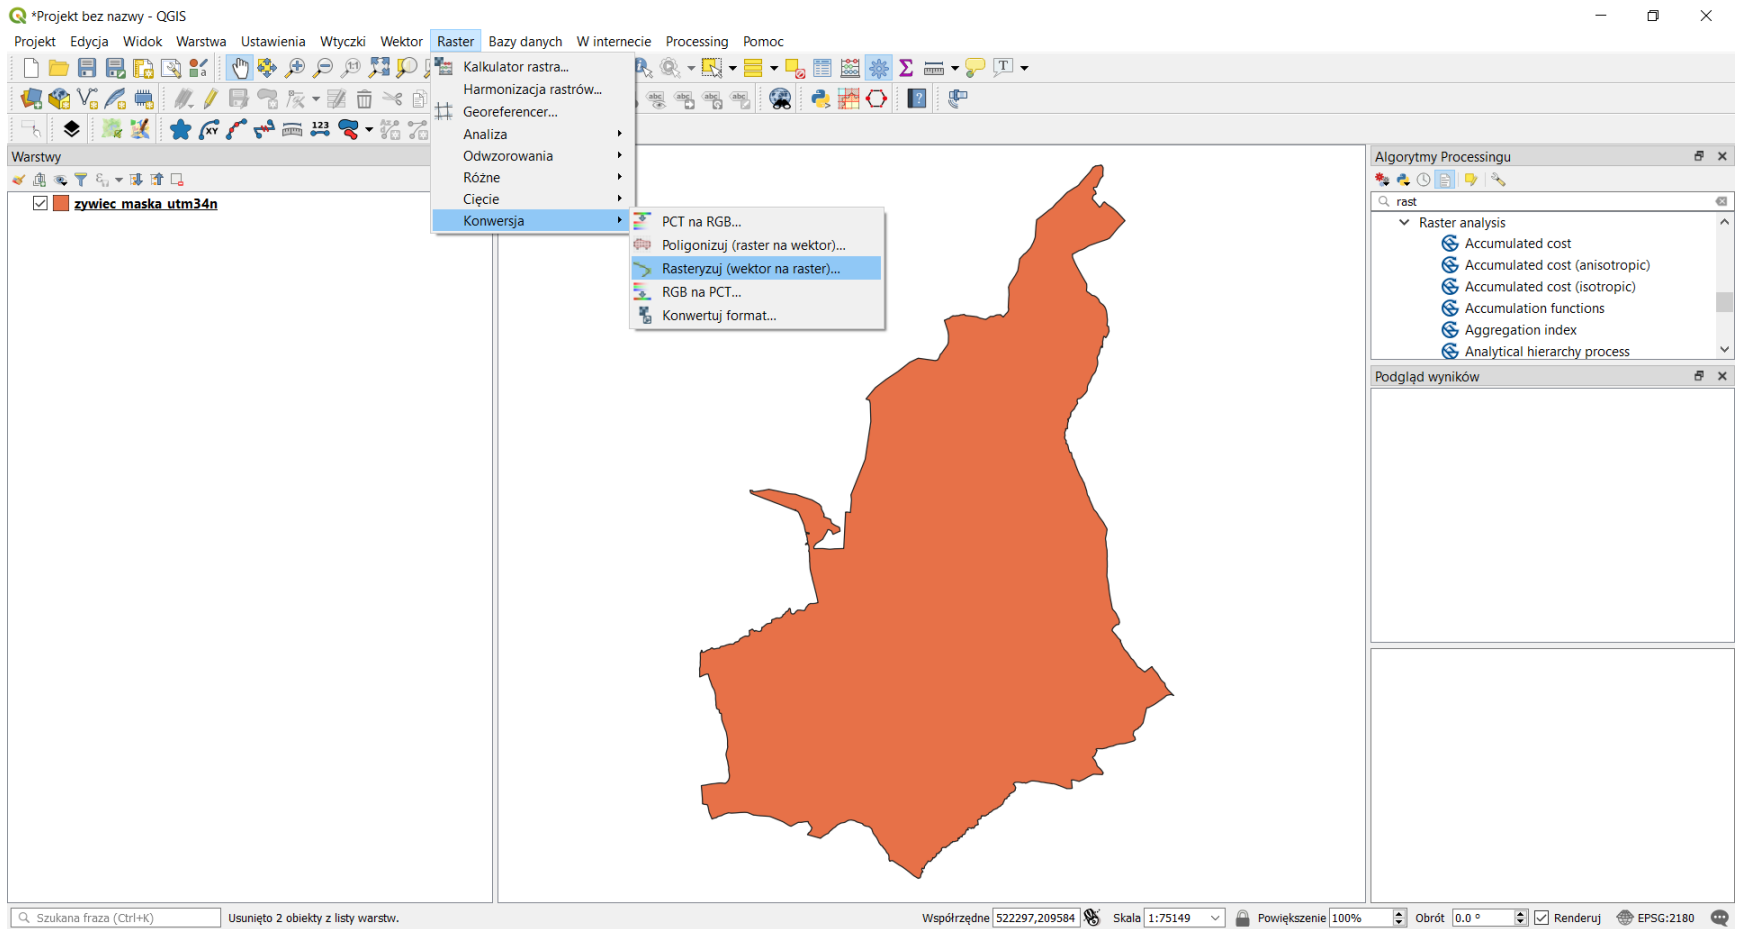 *Projekt bez nazwy - QGIS
Projekt Edycja Widok Warstwa Ustawienia Wtyczki Wektor Raster Bazy danych W internecie Processing Pomoc
Kalkulator rastra...
Harmonizacja rastrów...
Georeferencer...
Analiza
Odwzorowania
Różne
Cięcie
Konwersja
PCT na RGB...
Poligonizuj (raster na wektor)...
Rasteryzuj (wektor na raster)...
RGB na PCT...
Konwertuj format...
Warstwy
zywiec maska utm34n
Algorytmy Processingu
rast
Raster analysis
Accumulated cost
Accumulated cost (anisotropic)
Accumulated cost (isotropic)
Accumulation functions
Aggregation index
Analytical hierarchy process
Podgląd wyników
Szukana fraza (Ctrl+K) Usunięto 2 obiekty z listy warstw. Współrzędne 522297,209584 Skala 1:75149 Powiększenie 100% Obrót 0.0 ° Renderuj EPSG:2180